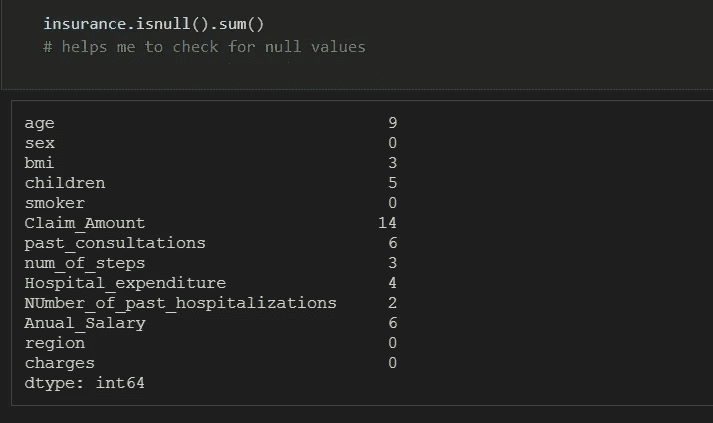 insurance.isnull().sum()
# helps me to check for null values
age 9
sex 0
bmi 3
children 5
smoker 0
Claim_Amount 14
past_consultations 6
num_of_steps 3
Hospital_expenditure 4
NUmber_of_past_hospitalizations 2
Anual_Salary 6
region 0
charges 0
dtype: int64